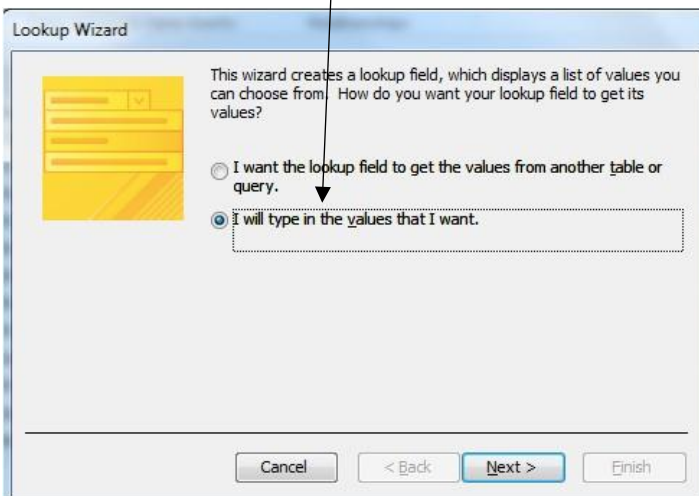 Lookup Wizard
This wizard creates a lookup field, which displays a list of values you
can choose from. How do you want your lookup field to get its
values?
I want the lookup field to get the values from another table or
query.
I will type in the values that I want.
Cancel
< Back
Next >
Finish